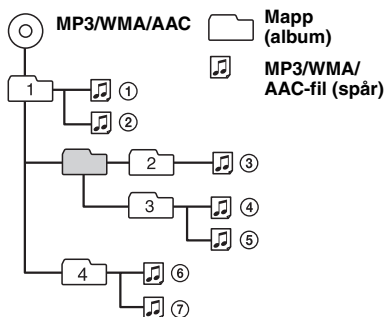 MP3/WMA/AAC
Mapp
(album)
MP3/WMA/
AAC-fil (spår)
1
①
②
2
③
3
④
⑤
4
⑥
⑦